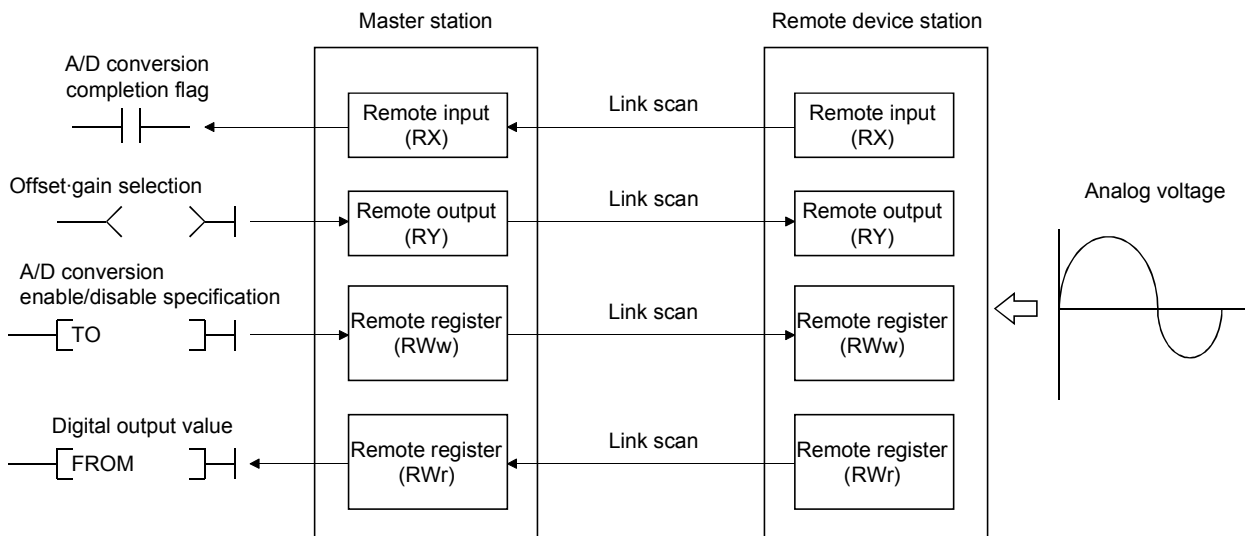 Master station
Remote device station
A/D conversion
completion flag
Remote input
(RX)
Link scan
Remote input
(RX)
Offset·gain selection
Remote output
(RY)
Link scan
Remote output
(RY)
Analog voltage
A/D conversion
enable/disable specification
TO
Remote register
(RWw)
Link scan
Remote register
(RWw)
Digital output value
FROM
Remote register
(RWr)
Link scan
Remote register
(RWr)